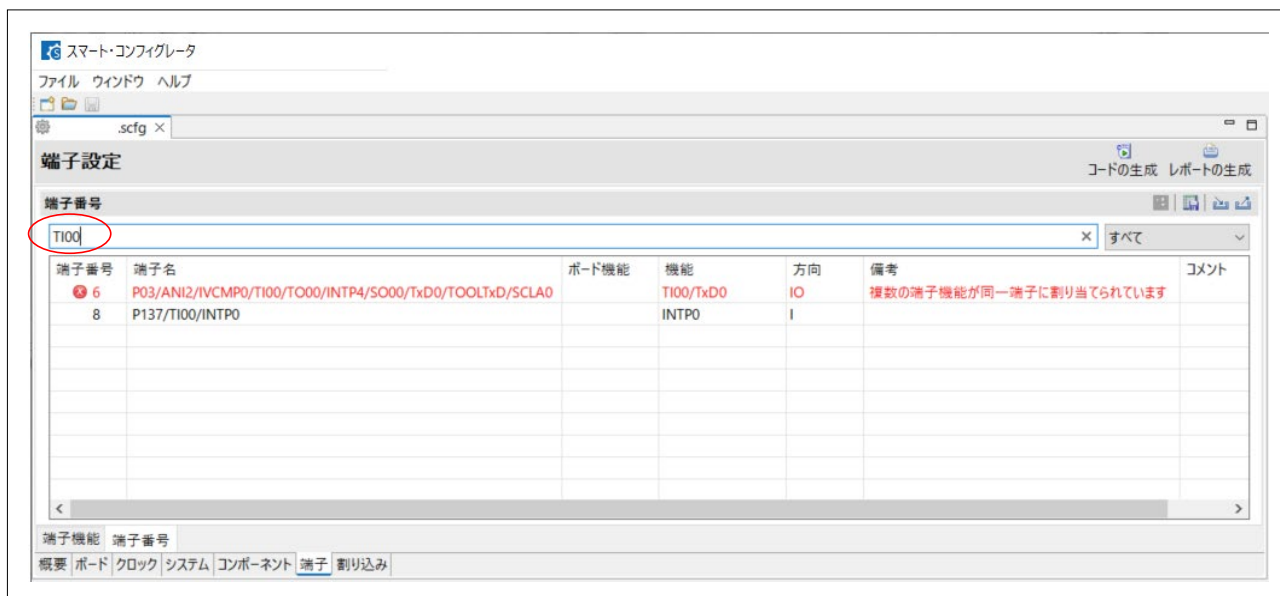 スマート・コンフィグレータ
ファイル ウィンドウ ヘルプ
.scfg ×
端子設定
コードの生成 レポートの生成
端子番号
TI00 すべて
端子番号 端子名 ボード機能 機能 方向 備考 コメント
6 P03/ANI2/IVCMP0/TI00/TO00/INTP4/SO00/TxD0/TOOLTxD/SCLA0 TI00/TxD0 IO 複数の端子機能が同一端子に割り当てられています
8 P137/TI00/INTP0 INTP0 I
端子機能 端子番号
概要 ボード クロック システム コンポーネント 端子 割り込み